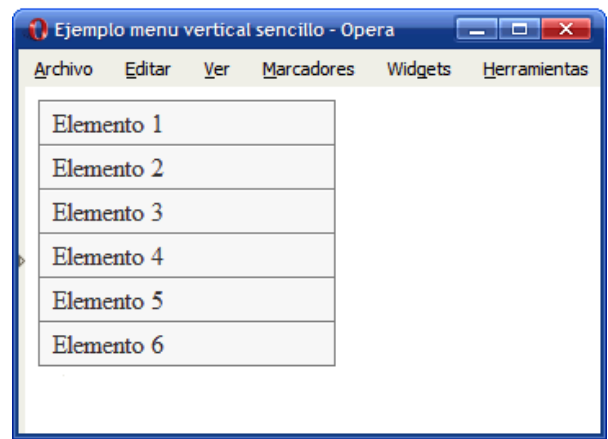 Ejemplo menu vertical sencillo - Opera
Archivo Editar Ver Marcadores Widgets Herramientas
Elemento 1
Elemento 2
Elemento 3
Elemento 4
Elemento 5
Elemento 6